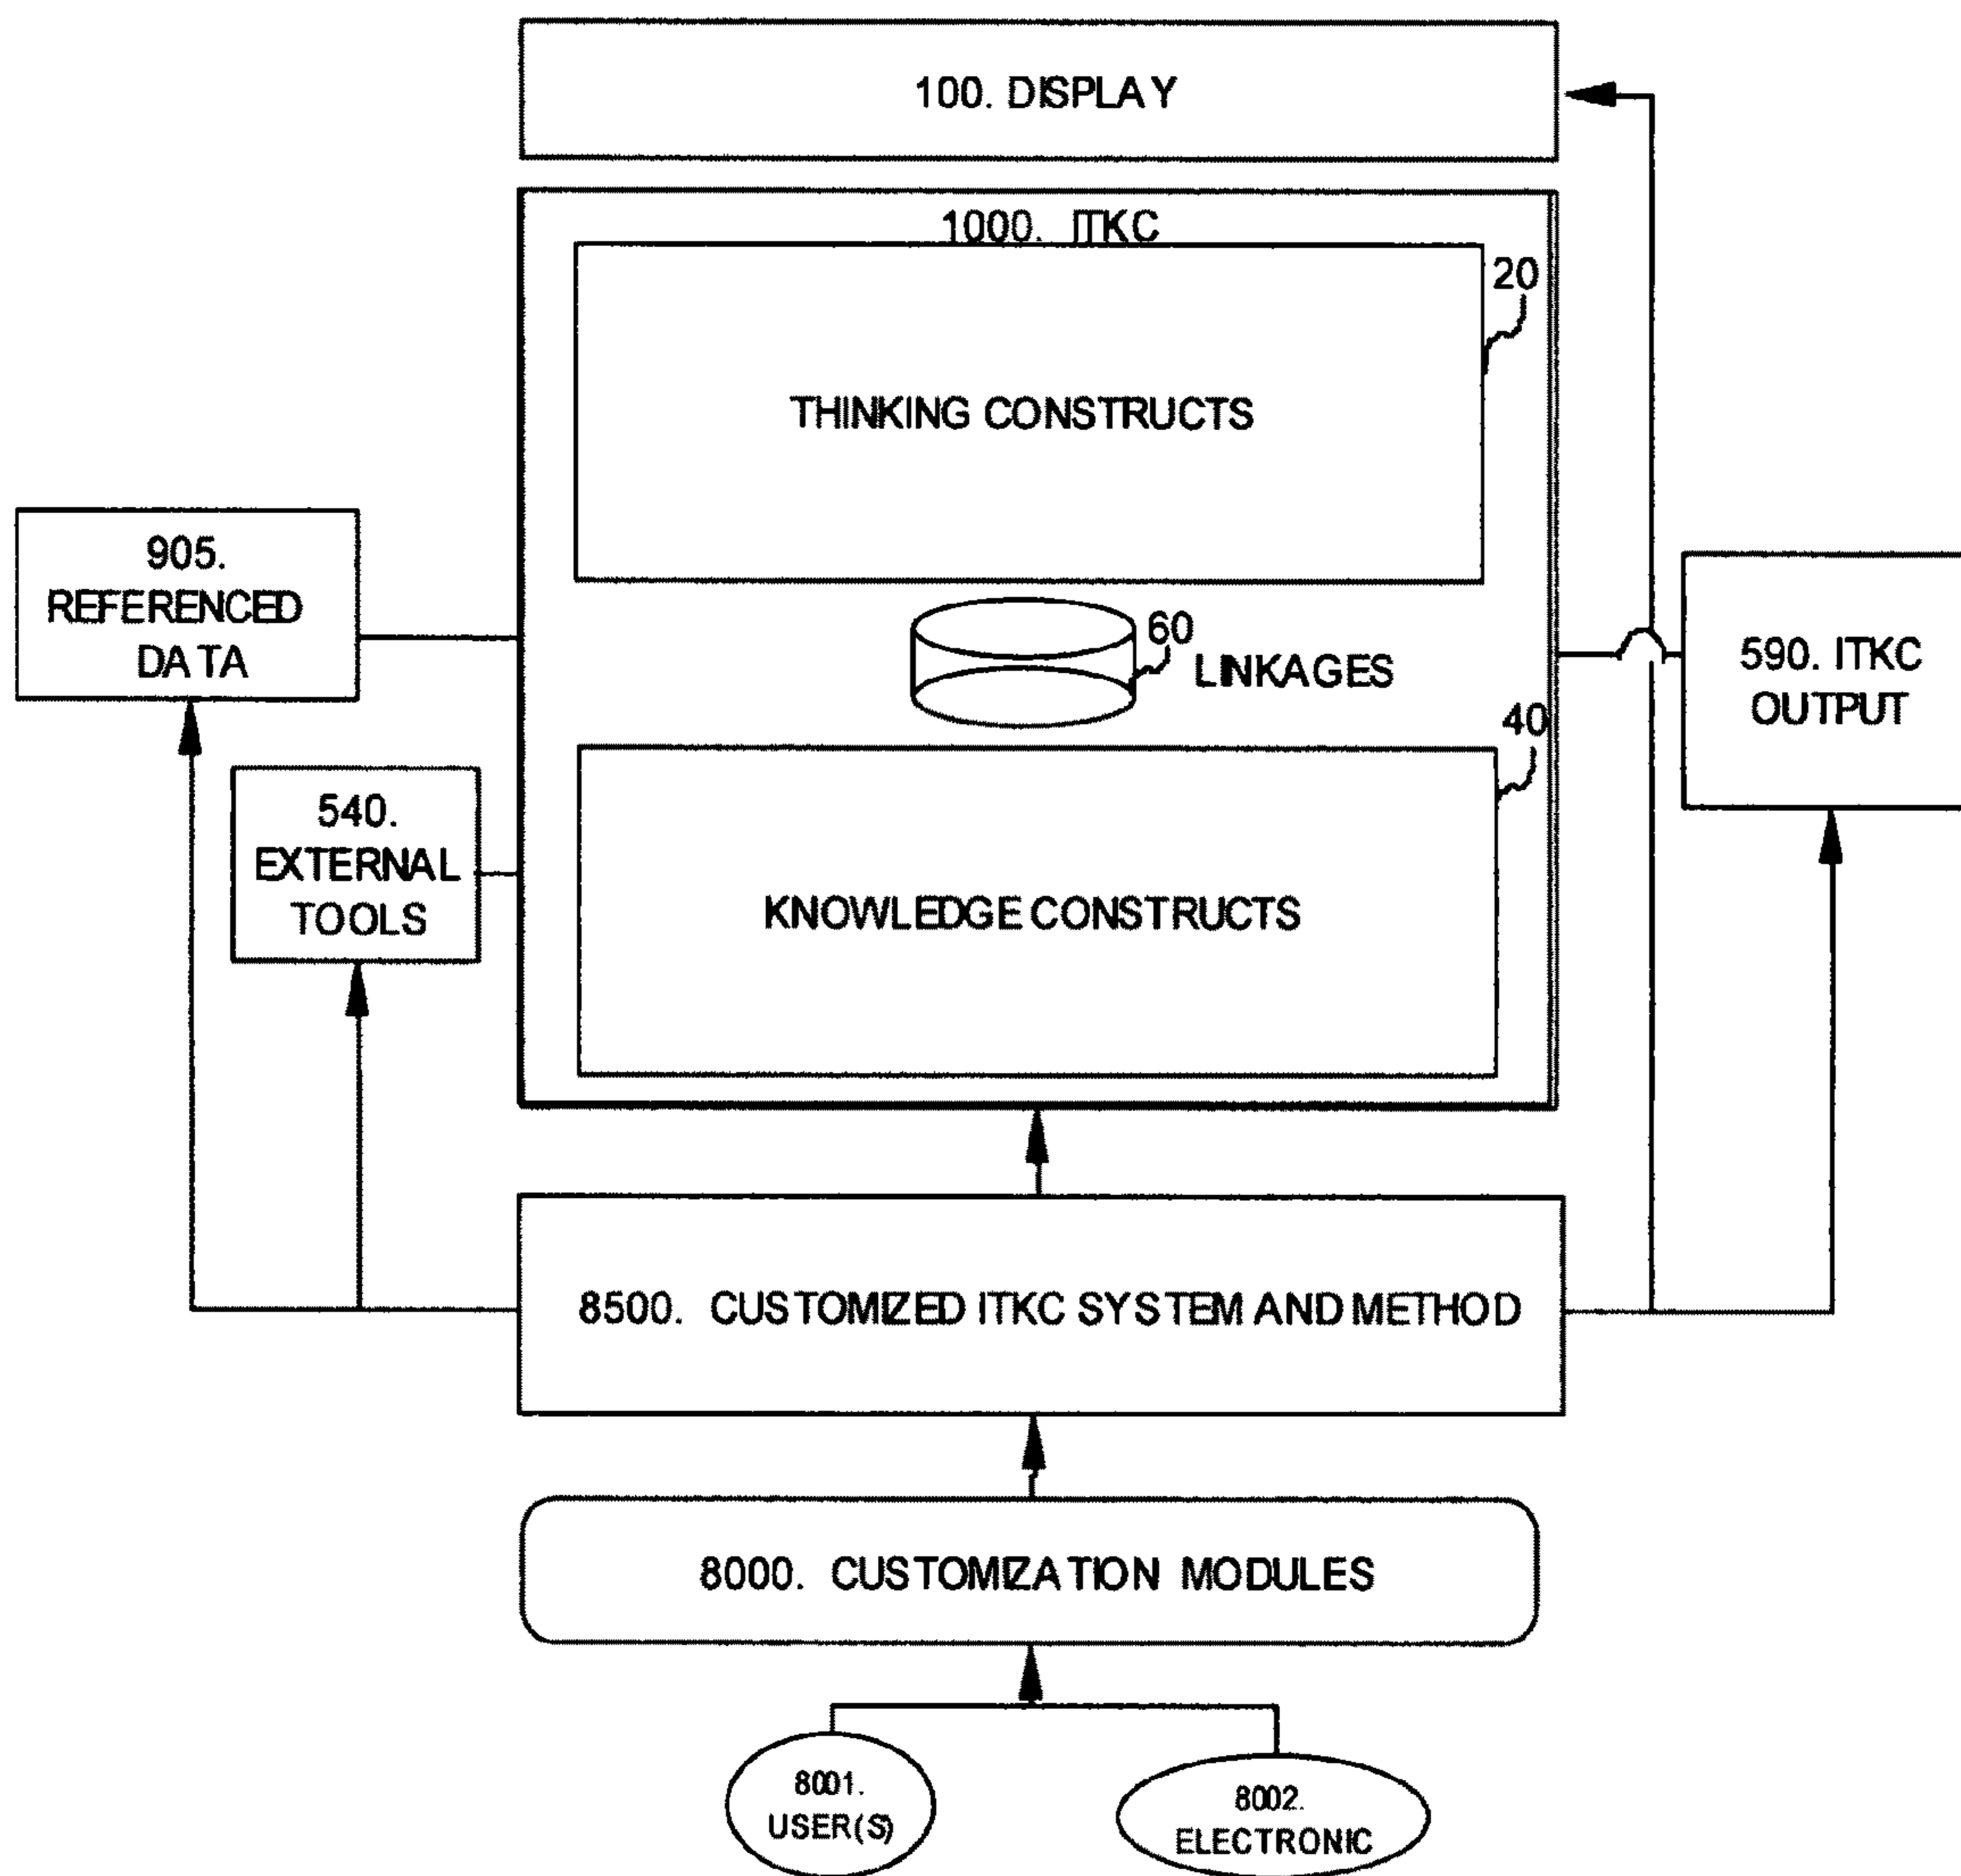 100. DISPLAY
1000. ITKC
20
THINKING CONSTRUCTS
905.
REFERENCED
DATA
60
LINKAGES
590. ITKC
OUTPUT
40
540.
EXTERNAL
TOOLS
KNOWLEDGE CONSTRUCTS
8500. CUSTOMIZED ITKC SYSTEM AND METHOD
8000. CUSTOMIZATION MODULES
8001.
USER(S)
8002.
ELECTRONIC